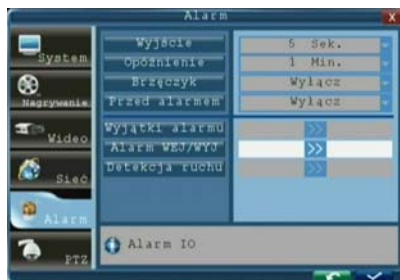 Alarm
X
System
Nagrywanie
Wideo
Sieć
Alarm
PTZ
Wyjście 5 Sek.
Opóźnienie 1 Min.
Brzęczyk Wyłącz
Przed alarmem Wyłącz
Wyjątki alarmu >>
Alarm WEJ/WYJ >>
Detekcja ruchu >>
Alarm IO